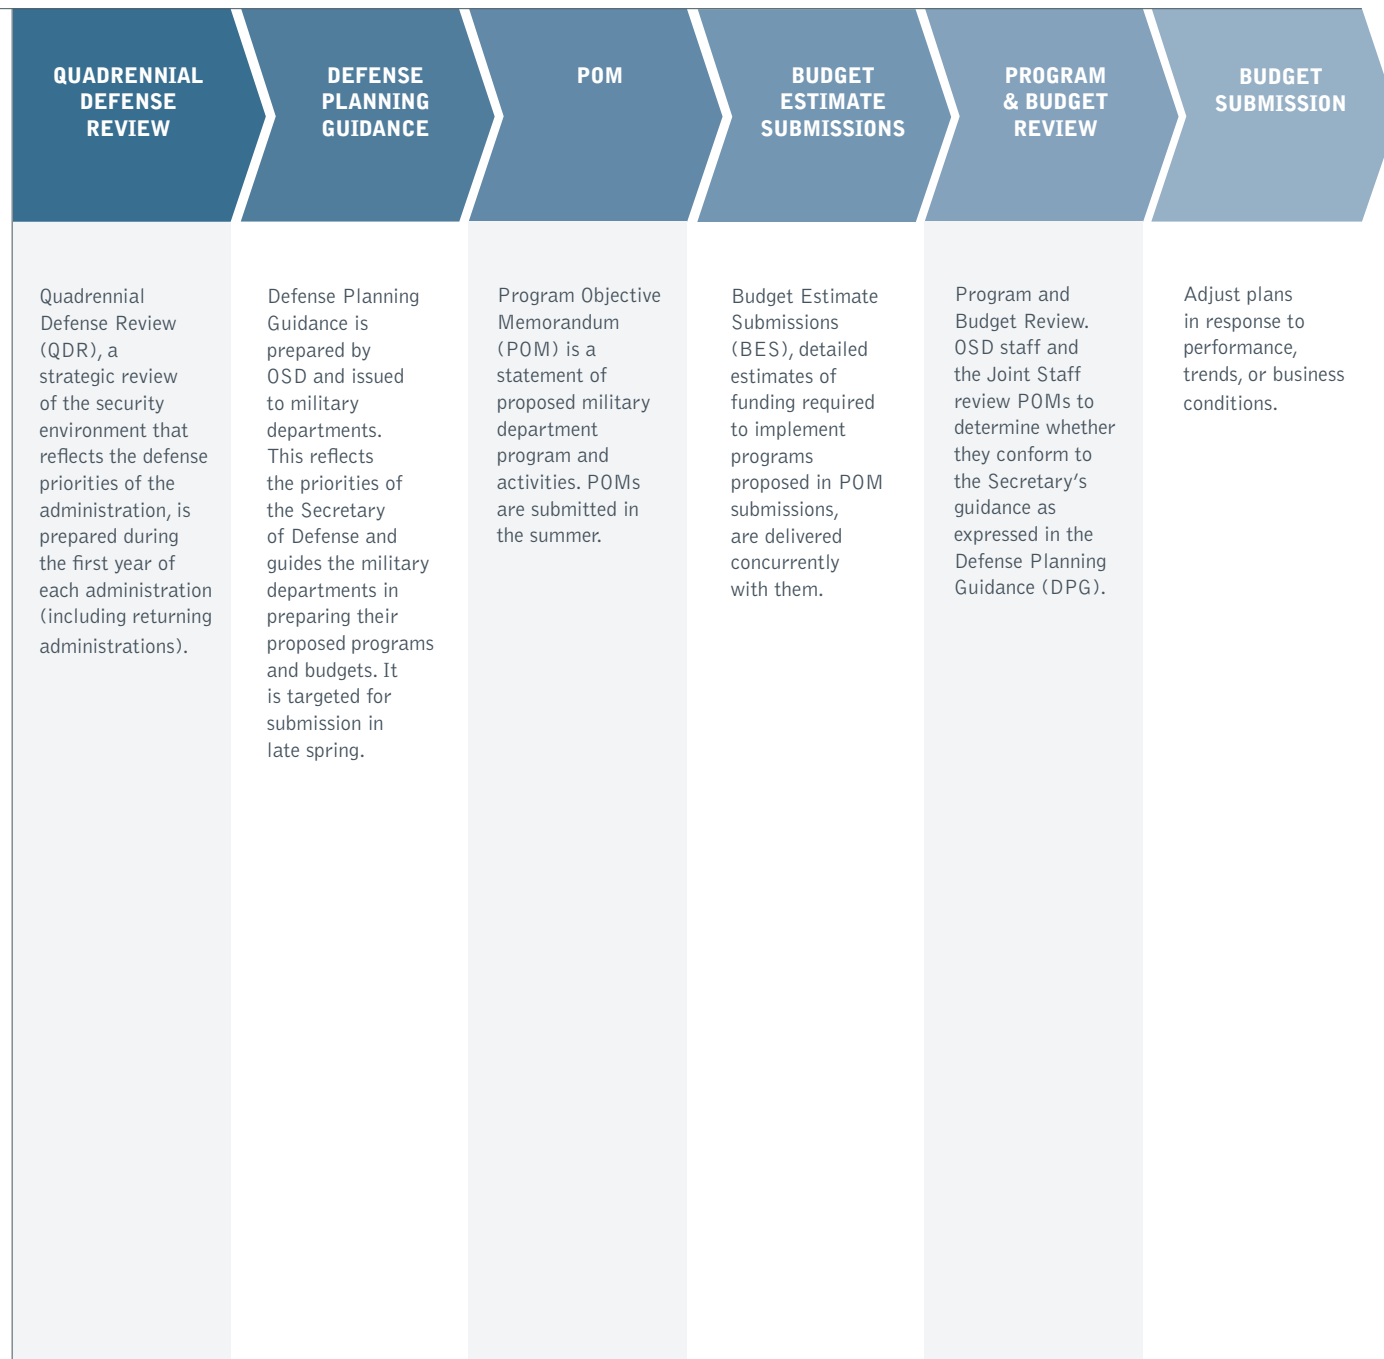 QUADRENNIAL
DEFENSE
REVIEW
DEFENSE
PLANNING
GUIDANCE
POM
BUDGET
ESTIMATE
SUBMISSIONS
PROGRAM
& BUDGET
REVIEW
BUDGET
SUBMISSION
Quadrennial
Defense Review
(QDR), a
strategic review
of the security
environment that
reflects the defense
priorities of the
administration, is
prepared during
the first year of
each administration
(including returning
administrations).
Defense Planning
Guidance is
prepared by
OSD and issued
to military
departments.
This reflects
the priorities of
the Secretary
of Defense and
guides the military
departments in
preparing their
proposed programs
and budgets. It
is targeted for
submission in
late spring.
Program Objective
Memorandum
(POM) is a
statement of
proposed military
department
program and
activities. POMs
are submitted in
the summer.
Budget Estimate
Submissions
(BES), detailed
estimates of
funding required
to implement
programs
proposed in POM
submissions,
are delivered
concurrently
with them.
Program and
Budget Review.
OSD staff and
the Joint Staff
review POMs to
determine whether
they conform to
the Secretary's
guidance as
expressed in the
Defense Planning
Guidance (DPG).
Adjust plans
in response to
performance,
trends, or business
conditions.